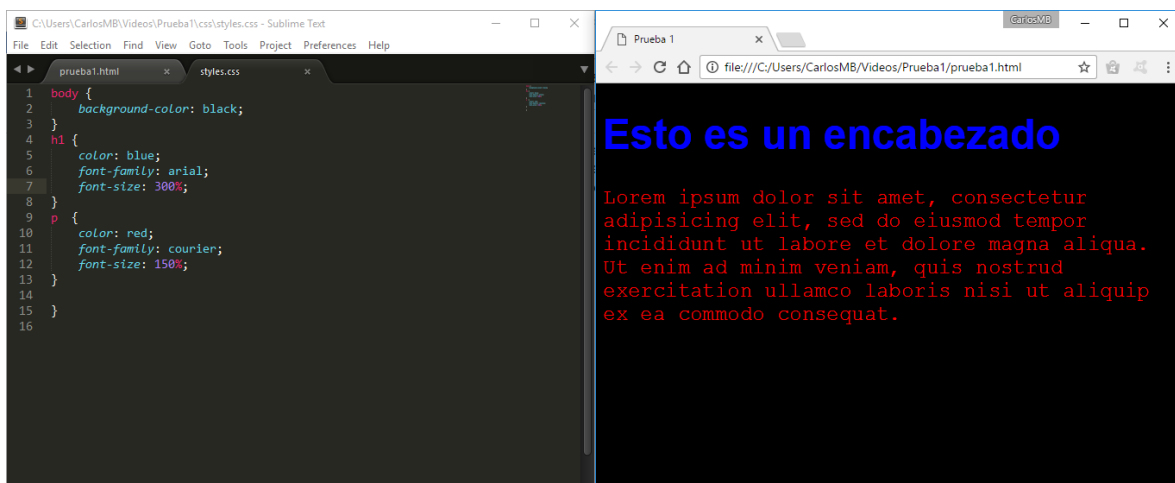 C:\Users\CarlosMB\Videos\Prueba1\css\styles.css - Sublime Text
File Edit Selection Find View Goto Tools Project Preferences Help
prueba1.html × styles.css ×
1 body {
2 background-color: black;
3 }
4 h1 {
5 color: blue;
6 font-family: arial;
7 font-size: 300%;
8 }
9 p {
10 color: red;
11 font-family: courier;
12 font-size: 150%;
13 }
14
15 }
16
CarlosMB
Prueba 1 ×
file:///C:/Users/CarlosMB/Videos/Prueba1/prueba1.html
Esto es un encabezado
Lorem ipsum dolor sit amet, consectetur
adipisicing elit, sed do eiusmod tempor
incididunt ut labore et dolore magna aliqua.
Ut enim ad minim veniam, quis nostrud
exercitation ullamco laboris nisi ut aliquip
ex ea commodo consequat.